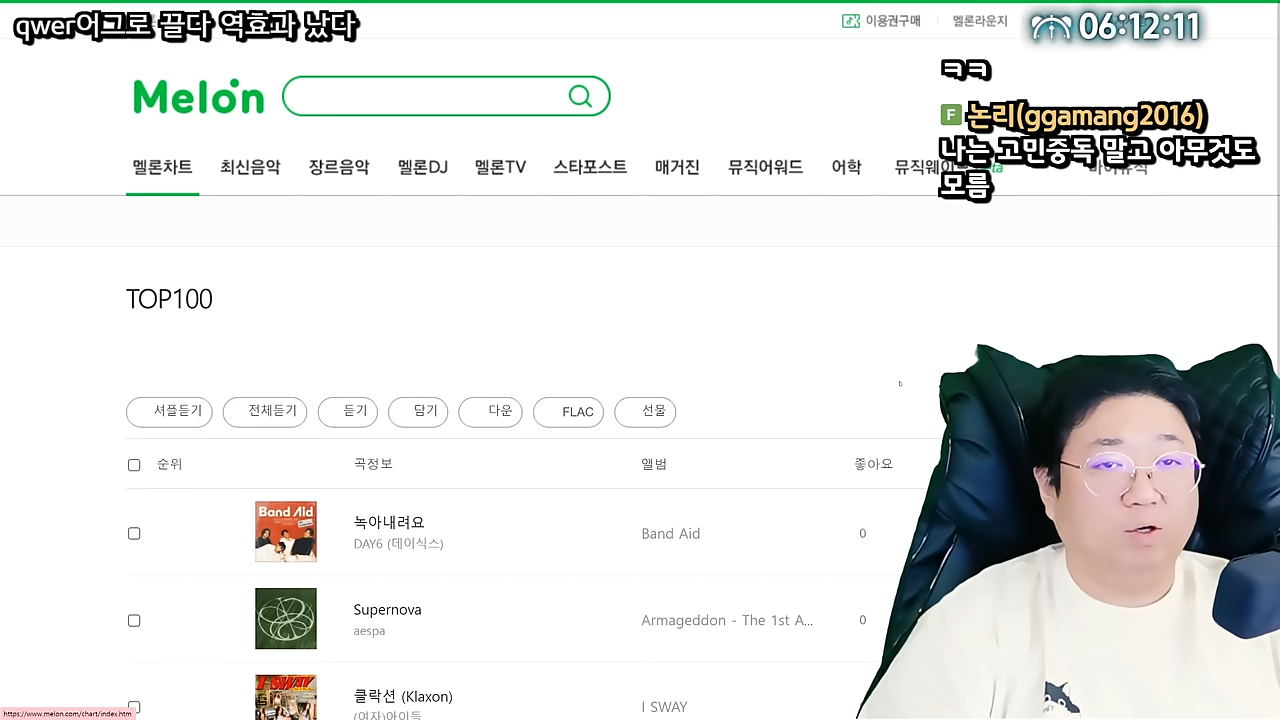 qwer어그로 끌다 역효과 났다
이용권구매
멜론라운지
06:12:11
Melon
ㅋㅋ
F 논리(ggamang2016)
나는 고민중독 말고 아무것도
모름
멜론차트 최신음악 장르음악 멜론DJ 멜론TV 스타포스트 매거진 뮤직어워드 어학
TOP100
셔플듣기 전체듣기 듣기 담기 다운 FLAC 선물
순위 곡정보 앨범 좋아요
Band Aid
녹아내려요
DAY6 (데이식스)
Band Aid
0
Supernova
aespa
Armageddon - The 1st A...
0
I SWAY
클락션 (Klaxon)
(여자)아이들
I SWAY
https://www.melon.com/chart/index.htm